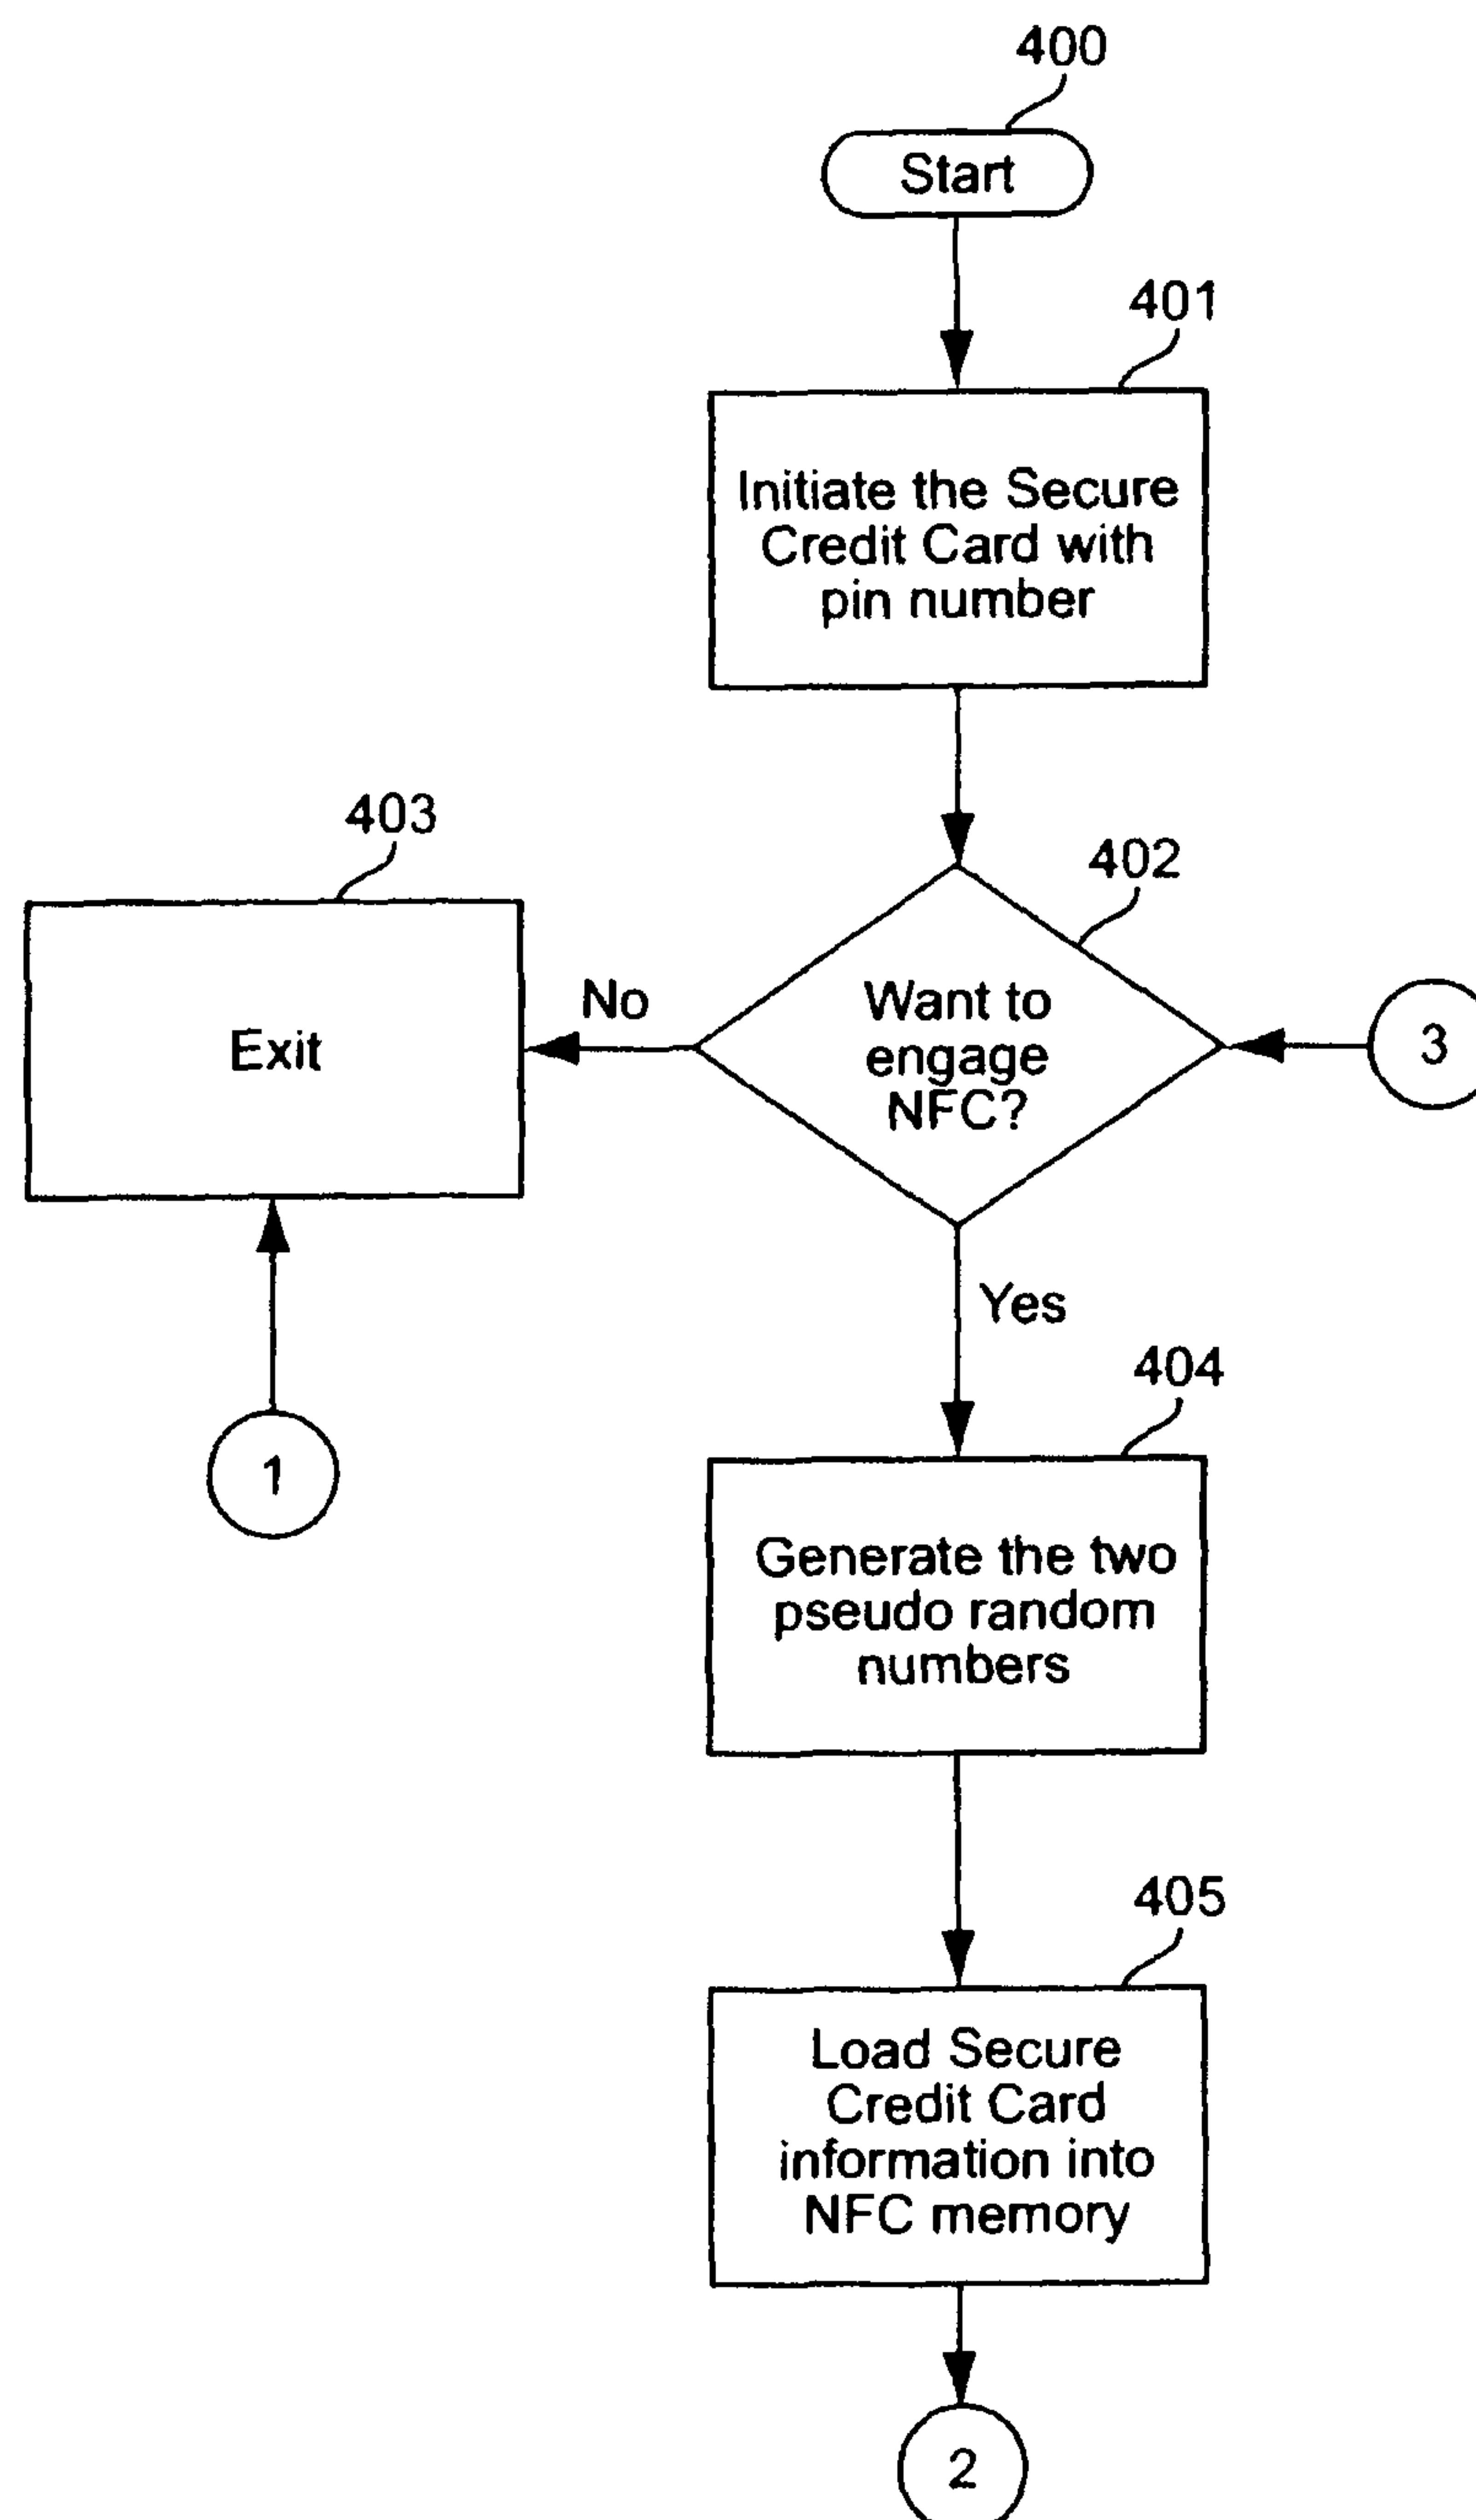 400
Start
401
Initiate the Secure
Credit Card with
pin number
403
402
Exit
No
Want to
engage
NFC?
3
Yes
1
404
Generate the two
pseudo random
numbers
405
Load Secure
Credit Card
information into
NFC memory
2